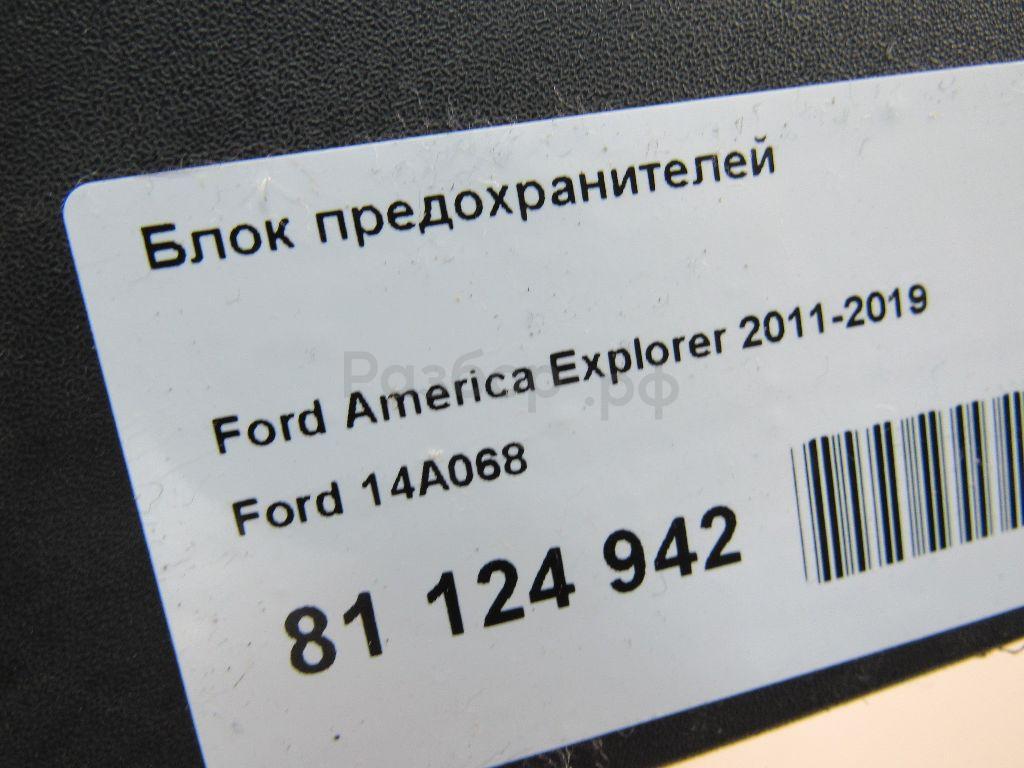 Блок предохранителей
Ford America Explorer 2011-2019
Разбор.рф
Ford 14A068
81 124 942